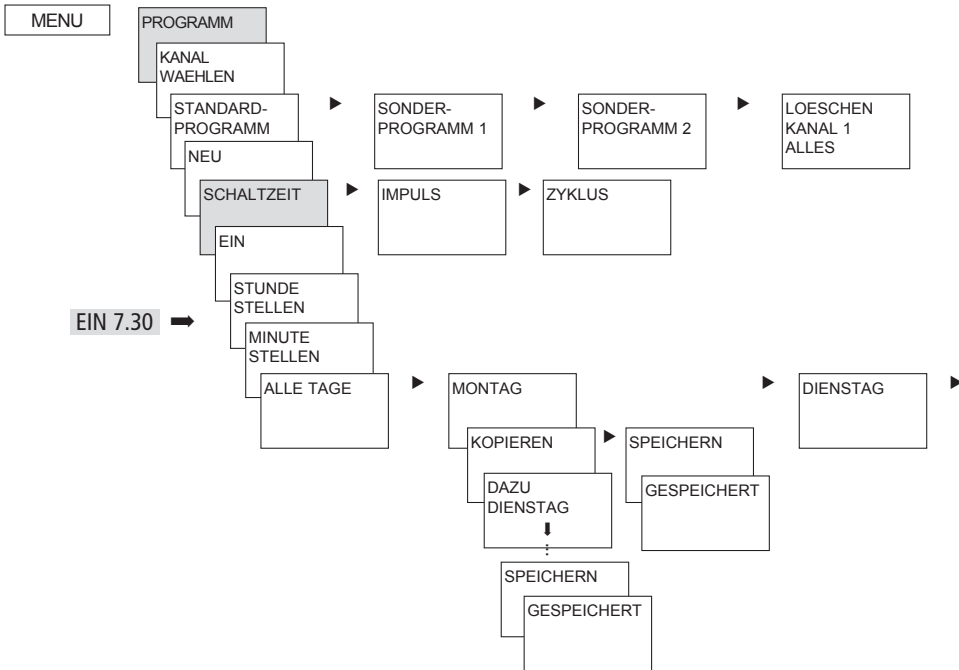 MENU
PROGRAMM
KANAL
WAEHLEN
STANDARD-
PROGRAMM
SONDER-
PROGRAMM 1
SONDER-
PROGRAMM 2
LOESCHEN
KANAL 1
ALLES
NEU
SCHALTZEIT
IMPULS
ZYKLUS
EIN
STUNDE
STELLEN
EIN 7.30
MINUTE
STELLEN
ALLE TAGE
MONTAG
DIENSTAG
KOPIEREN
SPEICHERN
DAZU
DIENSTAG
GESPEICHERT
SPEICHERN
GESPEICHERT